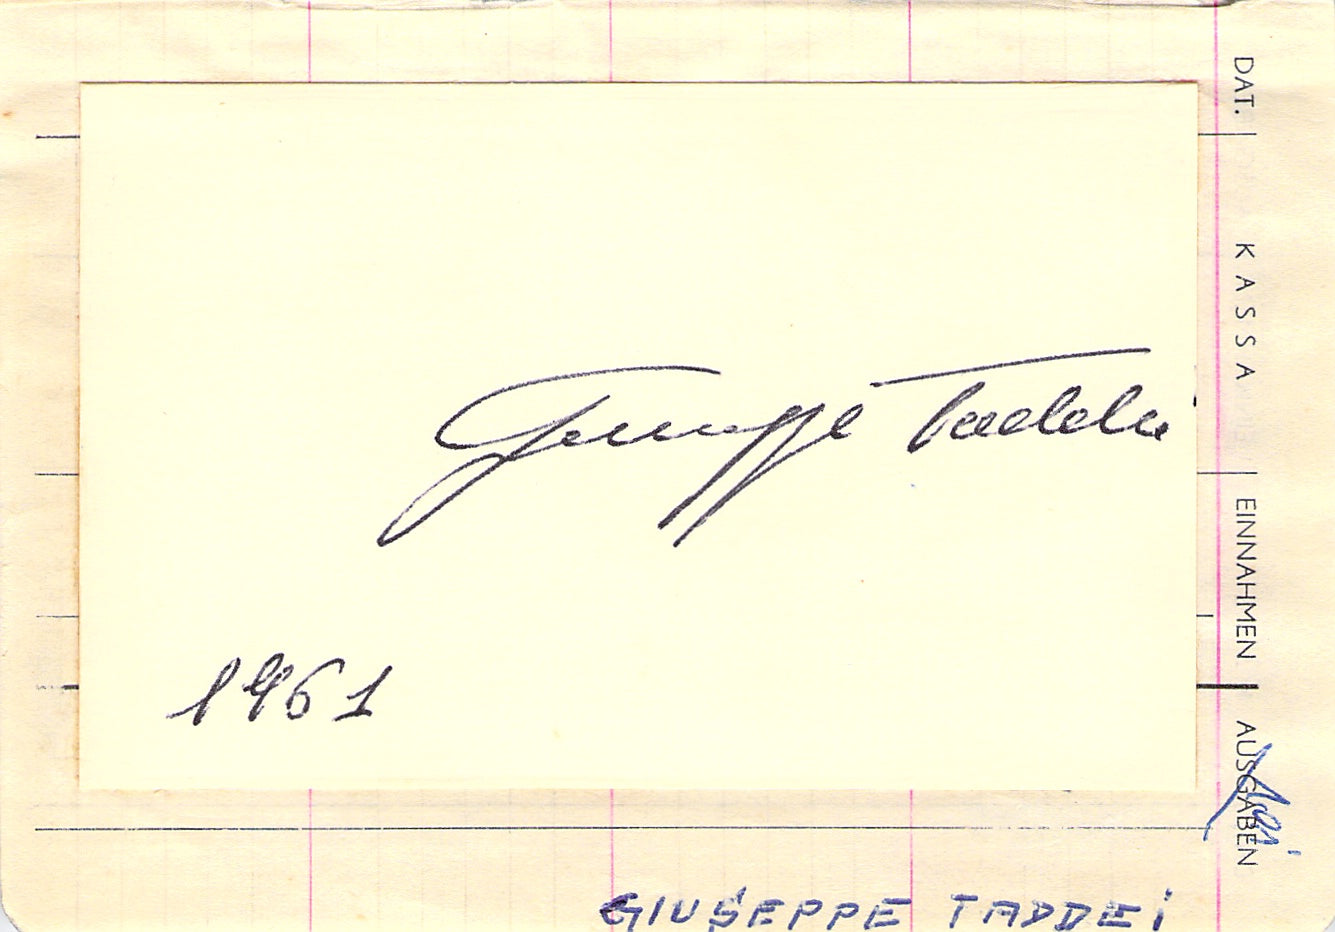 DAT.
KASSA
EINNAHMEN
AUSGABEN
Giuseppe Taddei
1961
GIUSEPPE TADDEi